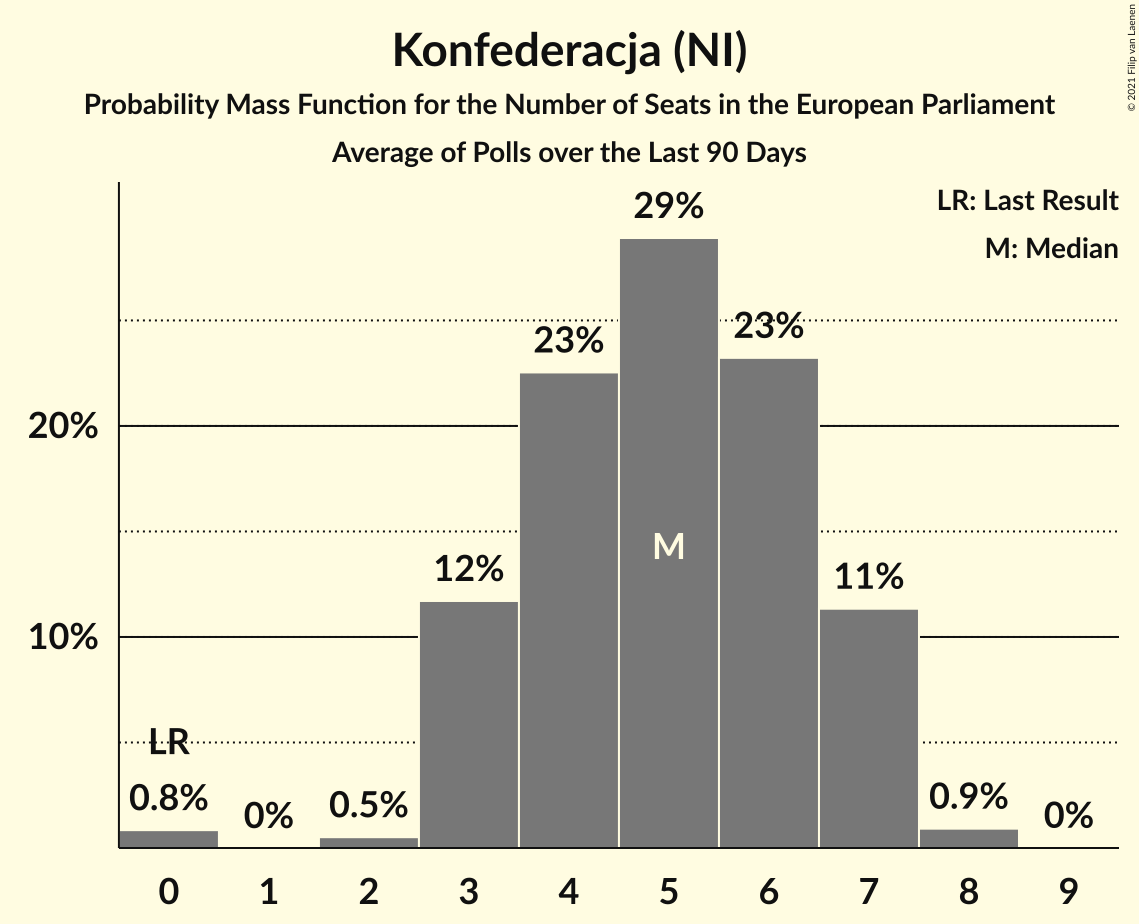 Konfederacja (NI)
Probability Mass Function for the Number of Seats in the European Parliament
Average of Polls over the Last 90 Days
© 2021 Filip van Laenen
LR: Last Result
M: Median
29%
23%
23%
20%
M
12%
11%
10%
LR
0.8%
0%
0.5%
0.9%
0%
0 1 2 3 4 5 6 7 8 9